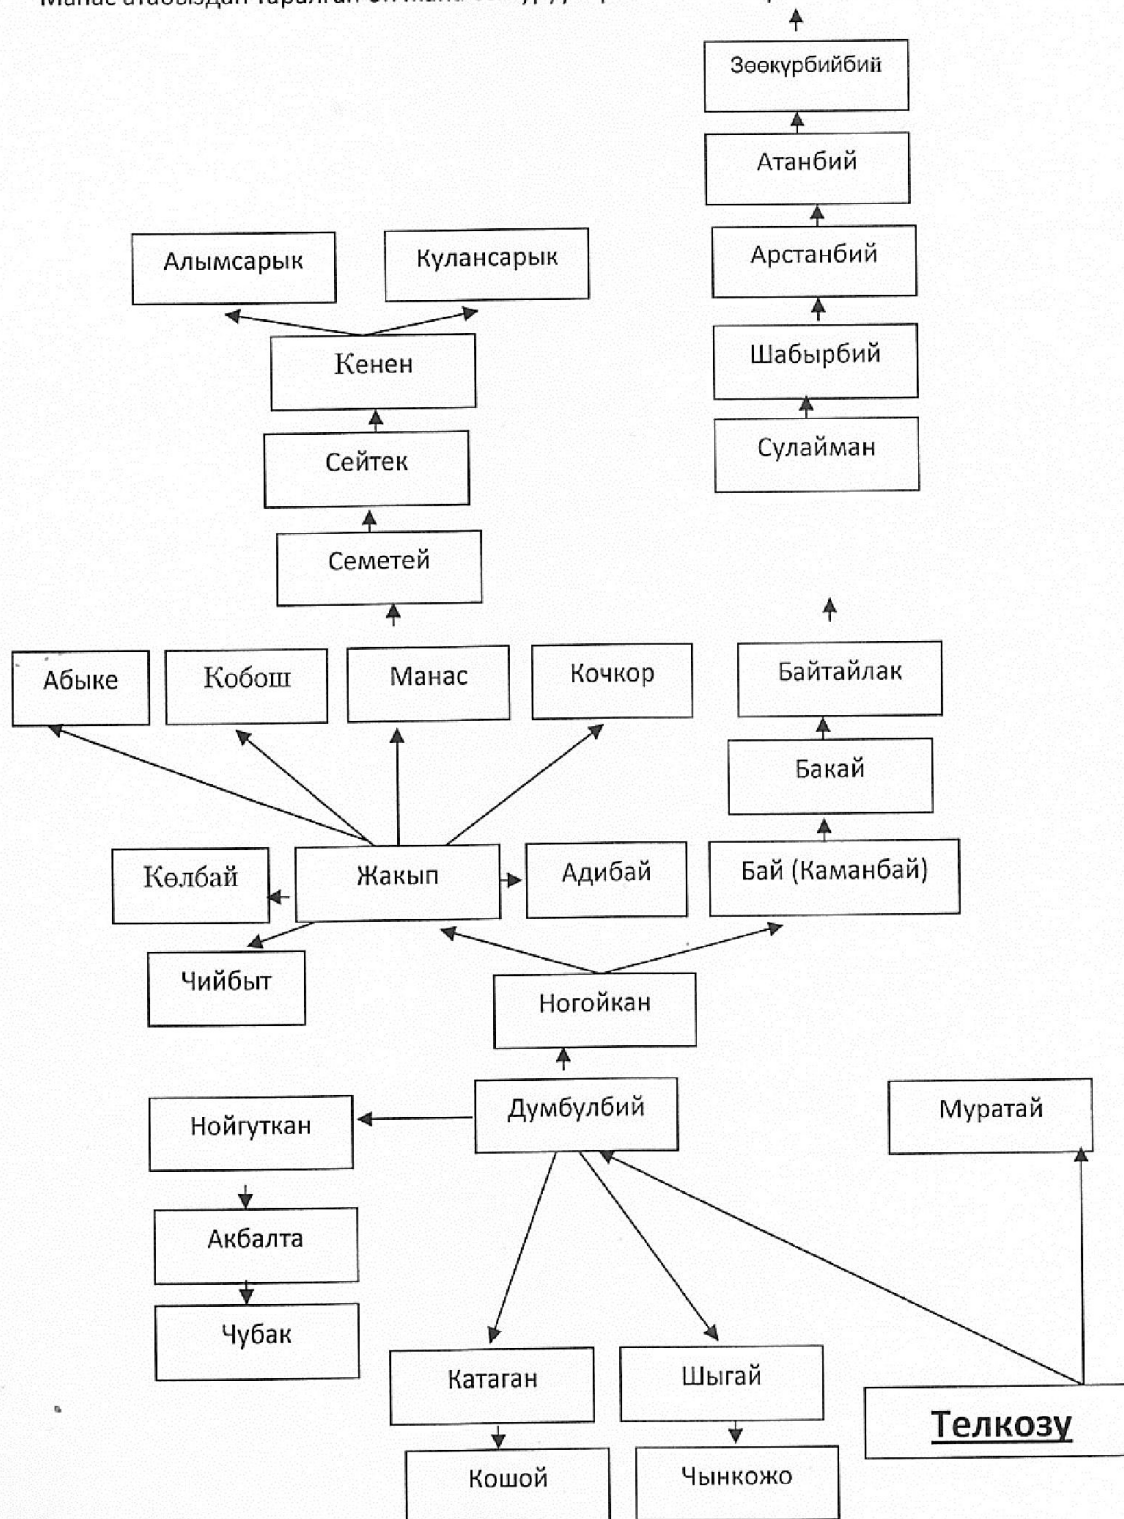 Зөөкүрбийбий
Атанбий
Арстанбий
Алымсарык
Кулансарык
Шабырбий
Кенен
Сулайман
Сейтек
Семетей
Абыке
Кобош
Манас
Кочкор
Байтайлак
Бакай
Көлбай
Жакып
Адибай
Бай (Каманбай)
Чийбыт
Ногойкан
Думбулбий
Муратай
Нойгуткан
Акбалта
Чубак
Катаган
Шыгай
Телкозу
Кошой
Чынкожо